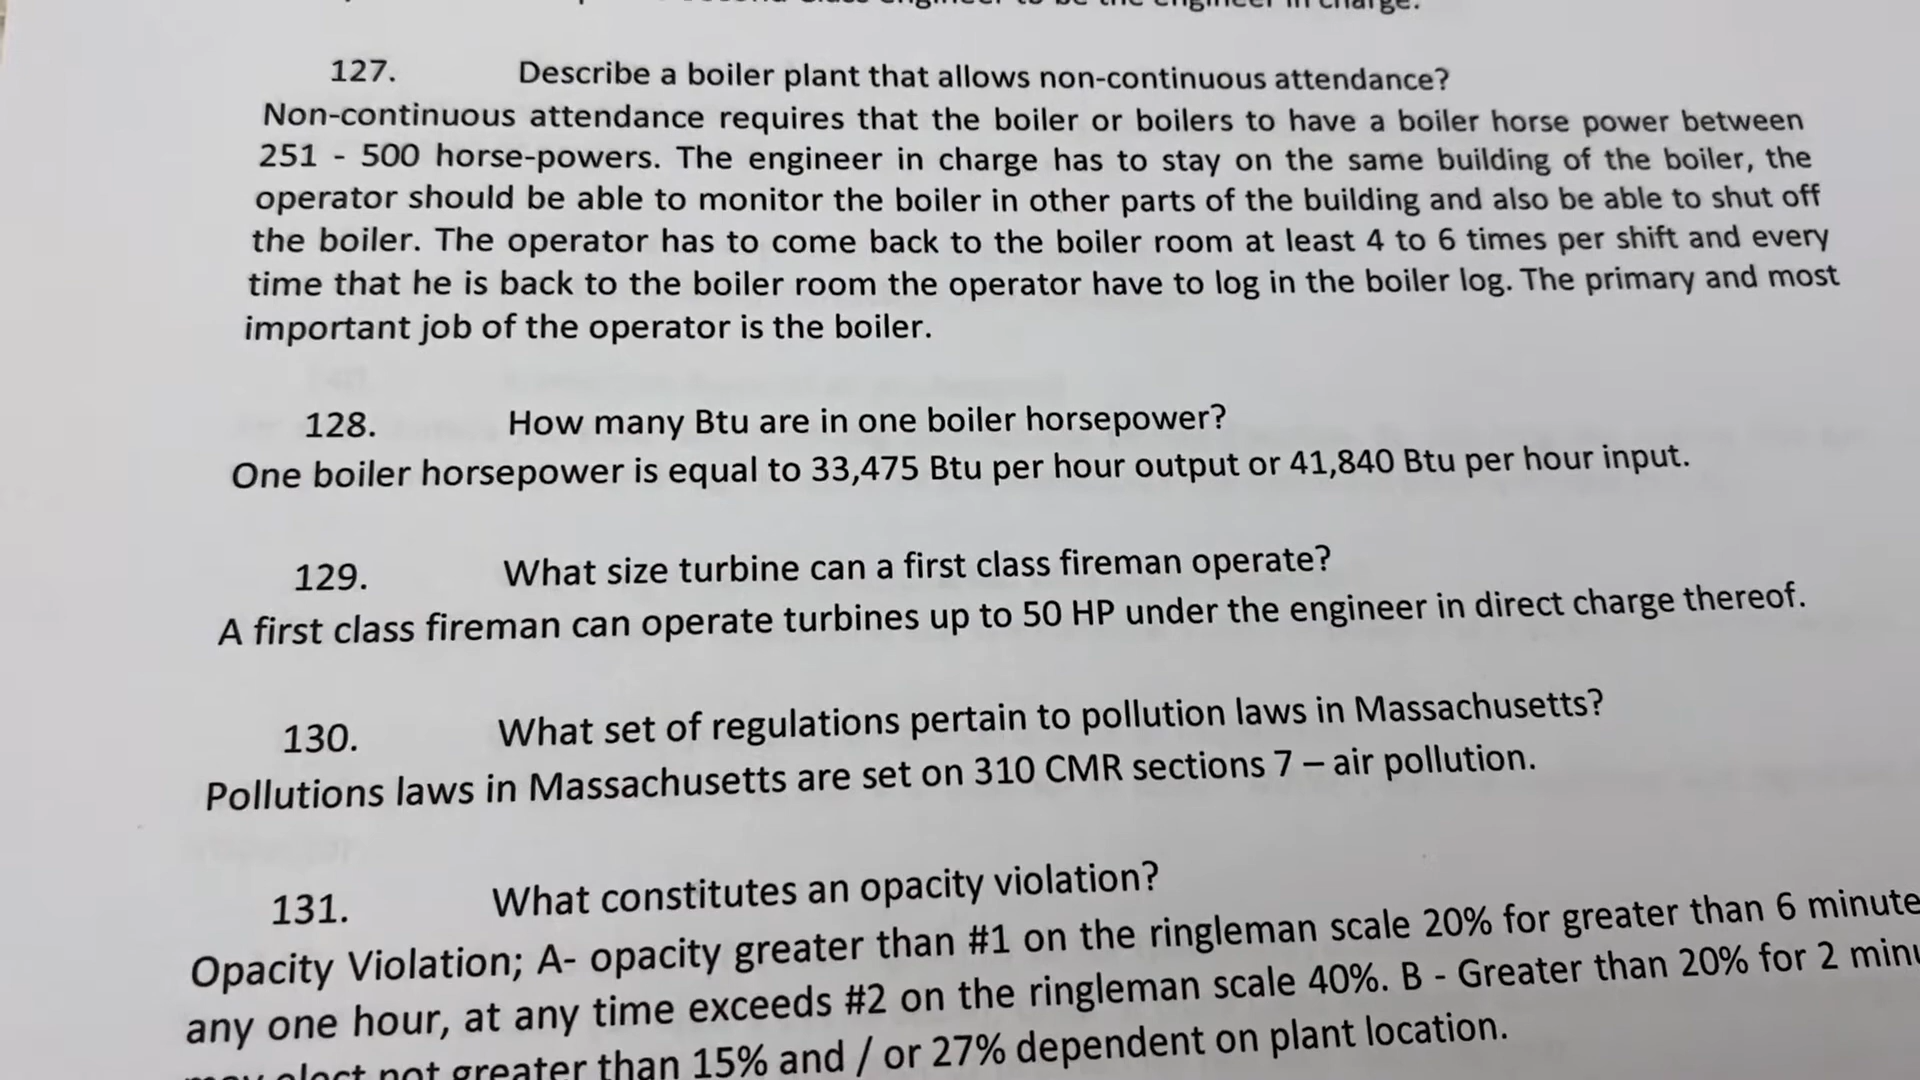 Second Class engineer to be the engineer in charge.
127. Describe a boiler plant that allows non-continuous attendance?
Non-continuous attendance requires that the boiler or boilers to have a boiler horse power between
251 - 500 horse-powers. The engineer in charge has to stay on the same building of the boiler, the
operator should be able to monitor the boiler in other parts of the building and also be able to shut off
the boiler. The operator has to come back to the boiler room at least 4 to 6 times per shift and every
time that he is back to the boiler room the operator have to log in the boiler log. The primary and most
important job of the operator is the boiler.
128. How many Btu are in one boiler horsepower?
One boiler horsepower is equal to 33,475 Btu per hour output or 41,840 Btu per hour input.
129. What size turbine can a first class fireman operate?
A first class fireman can operate turbines up to 50 HP under the engineer in direct charge thereof.
130. What set of regulations pertain to pollution laws in Massachusetts?
Pollutions laws in Massachusetts are set on 310 CMR sections 7 – air pollution.
131. What constitutes an opacity violation?
Opacity Violation; A- opacity greater than #1 on the ringleman scale 20% for greater than 6 minute
any one hour, at any time exceeds #2 on the ringleman scale 40%. B - Greater than 20% for 2 minu
may elect not greater than 15% and / or 27% dependent on plant location.